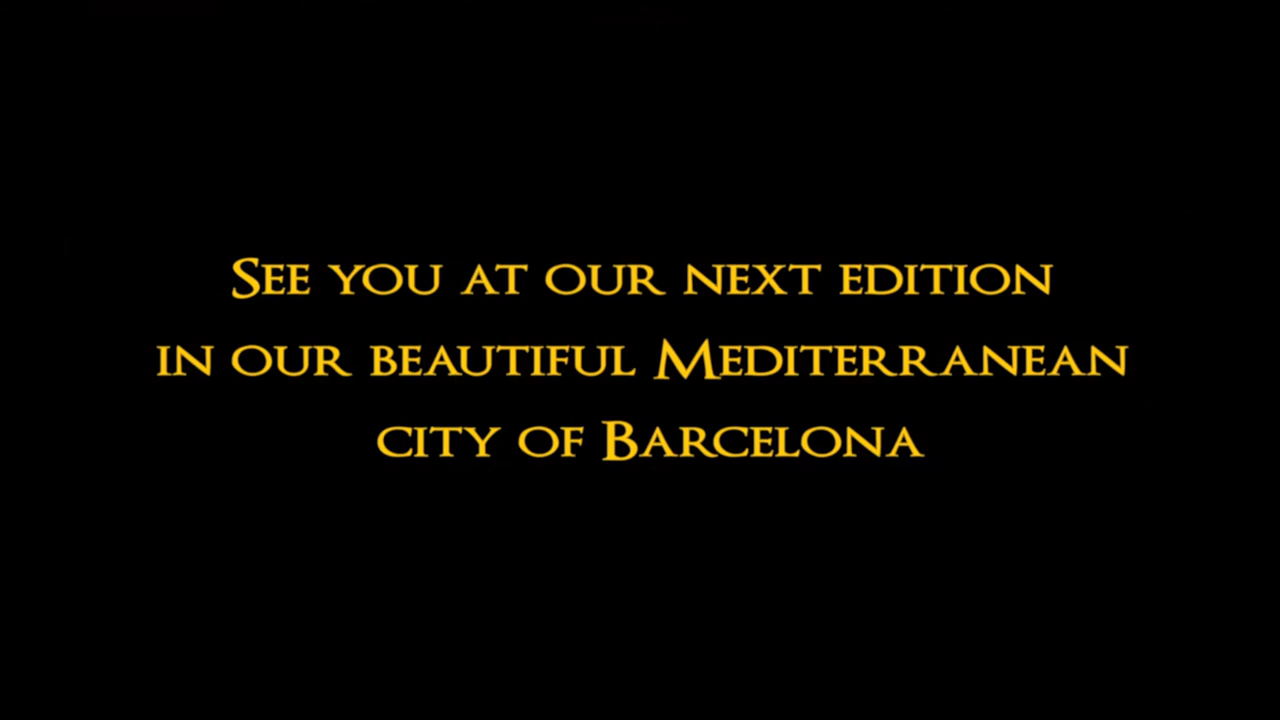 See you at our next edition
in our beautiful Mediterranean
city of Barcelona